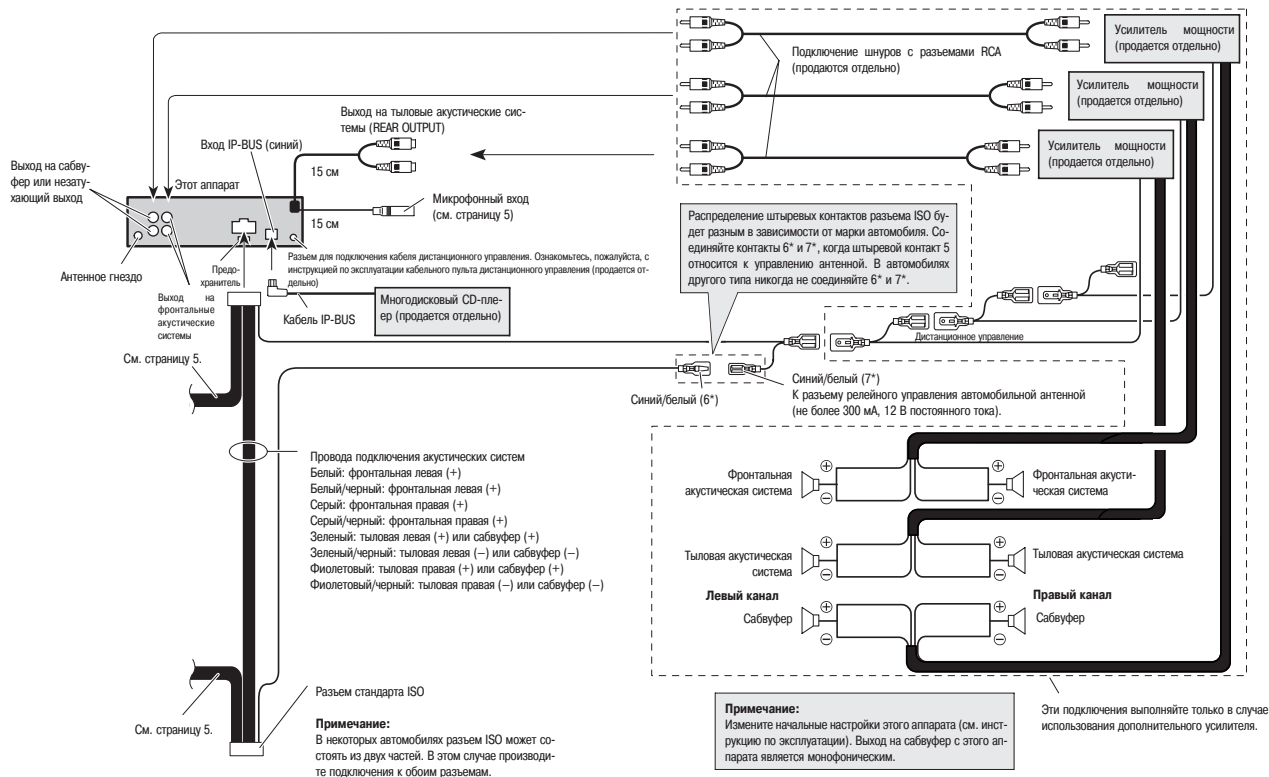 Усилитель мощности
(продается отдельно)
Подключение шнуров с разъемами RCA
(продаются отдельно)
Усилитель мощности
(продается отдельно)
Усилитель мощности
(продается отдельно)
Выход на тыловые акустические сис-
темы (REAR OUTPUT)
Вход IP-BUS (синий)
15 см
Выход на сабву-
фер или незату-
хающий выход
Этот аппарат
Микрофонный вход
(см. страницу 5)
15 см
Антенное гнездо
Предо-
хранитель
Разъем для подключения кабеля дистанционного управления. Ознакомьтесь, пожалуйста, с
инструкцией по эксплуатации кабельного пульта дистанционного управления (продается от-
дельно)
Выход на
фронтальные
акустические
системы
Кабель IP-BUS
Многодисковый CD-пле-
ер (продается отдельно)
Распределение штыревых контактов разъема ISO бу-
дет разным в зависимости от марки автомобиля. Со-
единяйте контакты 6* и 7*, когда штыревой контакт 5
относится к управлению антенной. В автомобилях
другого типа никогда не соединяйте 6* и 7*.
Дистанционное управление
См. страницу 5.
Синий/белый (6*)
Синий/белый (7*)
К разъему релейного управления автомобильной антенной
(не более 300 мА, 12 В постоянного тока).
Провода подключения акустических систем
Белый: фронтальная левая (+)
Белый/черный: фронтальная левая (+)
Серый: фронтальная правая (+)
Серый/черный: фронтальная правая (+)
Зеленый: тыловая левая (+) или сабвуфер (+)
Зеленый/черный: тыловая левая (−) или сабвуфер (−)
Фиолетовый: тыловая правая (+) или сабвуфер (+)
Фиолетовый/черный: тыловая правая (−) или сабвуфер (−)
Фронтальная
акустическая система
Фронтальная акусти-
ческая система
Тыловая акустическая
система
Тыловая акустическая система
Левый канал
Правый канал
Сабвуфер
Сабвуфер
См. страницу 5.
Разъем стандарта ISO
Примечание:
В некоторых автомобилях разъем ISO может со-
стоять из двух частей. В этом случае производи-
те подключения к обоим разъемам.
Примечание:
Измените начальные настройки этого аппарата (см. инст-
рукцию по эксплуатации). Выход на сабвуфер с этого ап-
парата является монофоническим.
Эти подключения выполняйте только в случае
использования дополнительного усилителя.